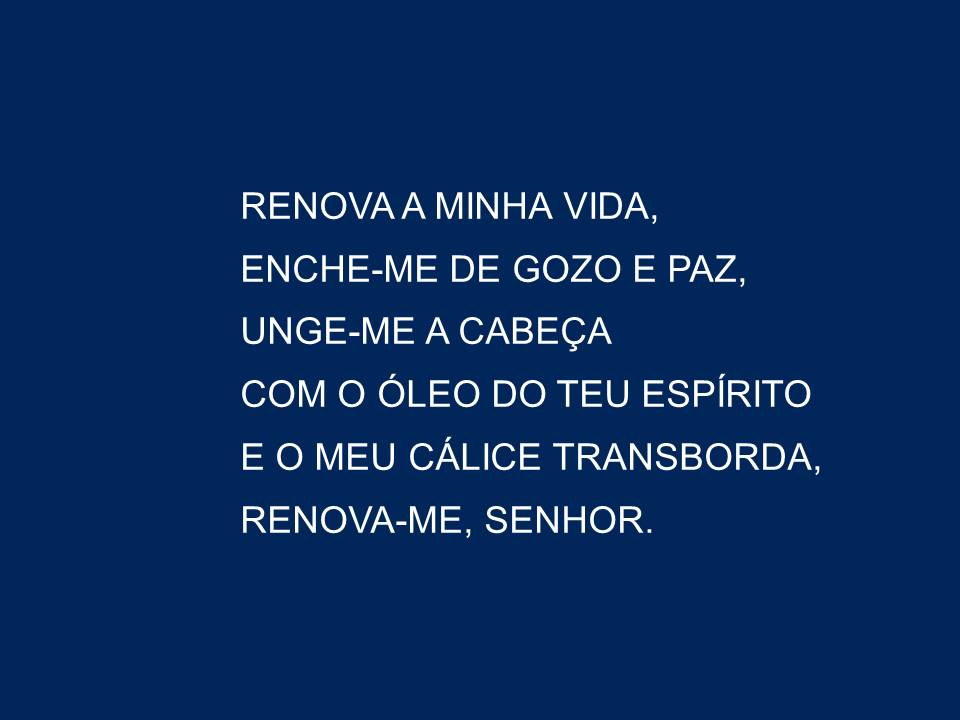 RENOVA A MINHA VIDA,
ENCHE-ME DE GOZO E PAZ,
UNGE-ME A CABEÇA
COM O ÓLEO DO TEU ESPÍRITO
E O MEU CÁLICE TRANSBORDA,
RENOVA-ME, SENHOR.